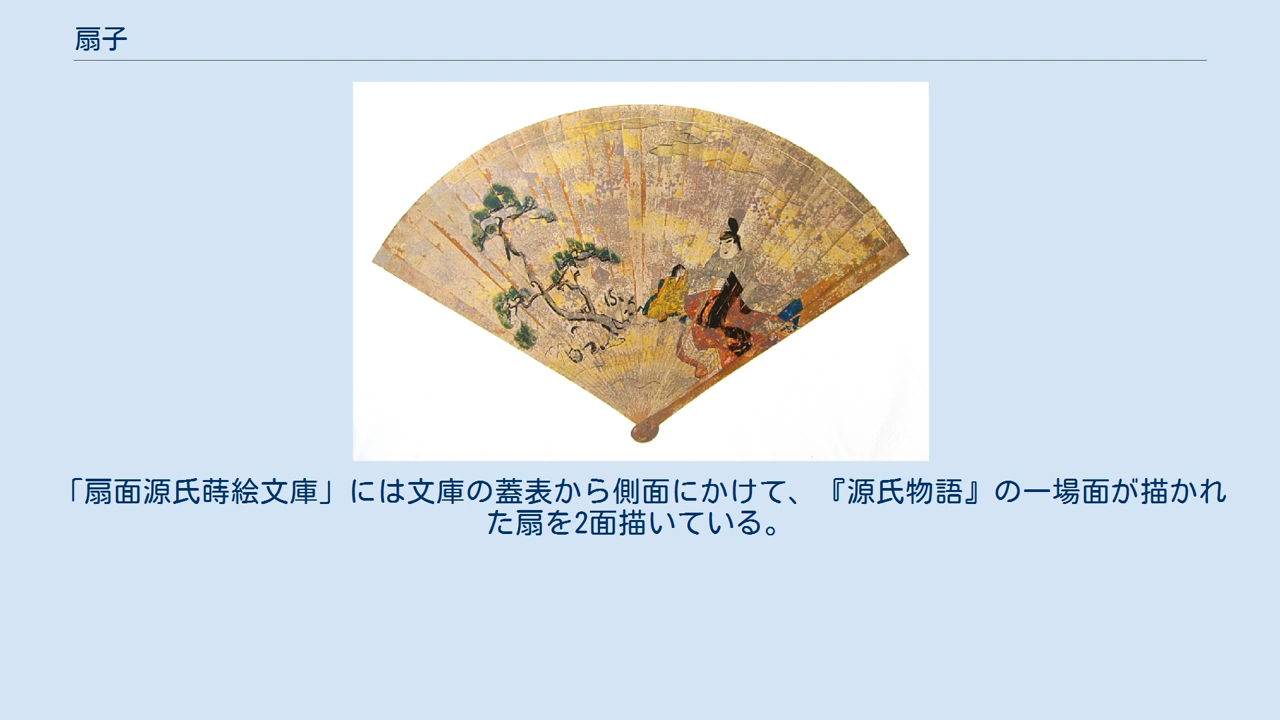 扇子
「扇面源氏蒔絵文庫」には文庫の蓋表から側面にかけて、『源氏物語』の一場面が描かれ
た扇を2面描いている。